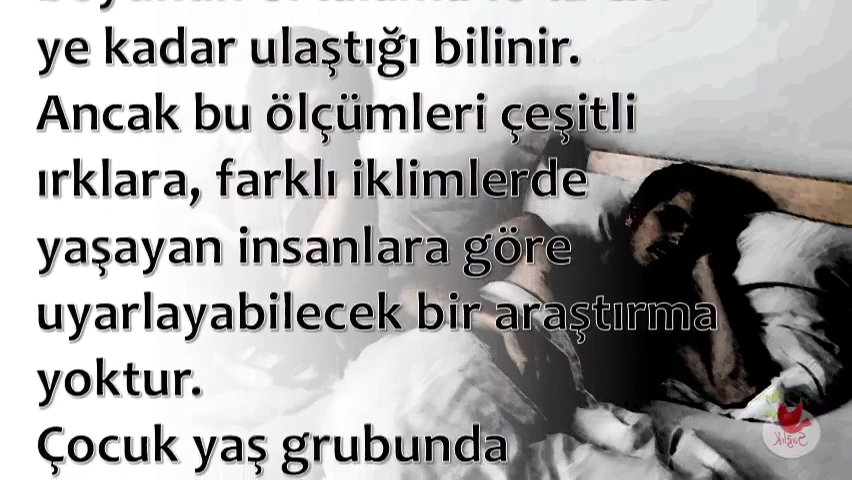 ye kadar ulaştığı bilinir.
Ancak bu ölçümleri çeşitli
ırklara, farklı iklimlerde
yaşayan insanlara göre
uyarlayabilecek bir araştırma
yoktur.
Çocuk yaş grubunda
Sağlık